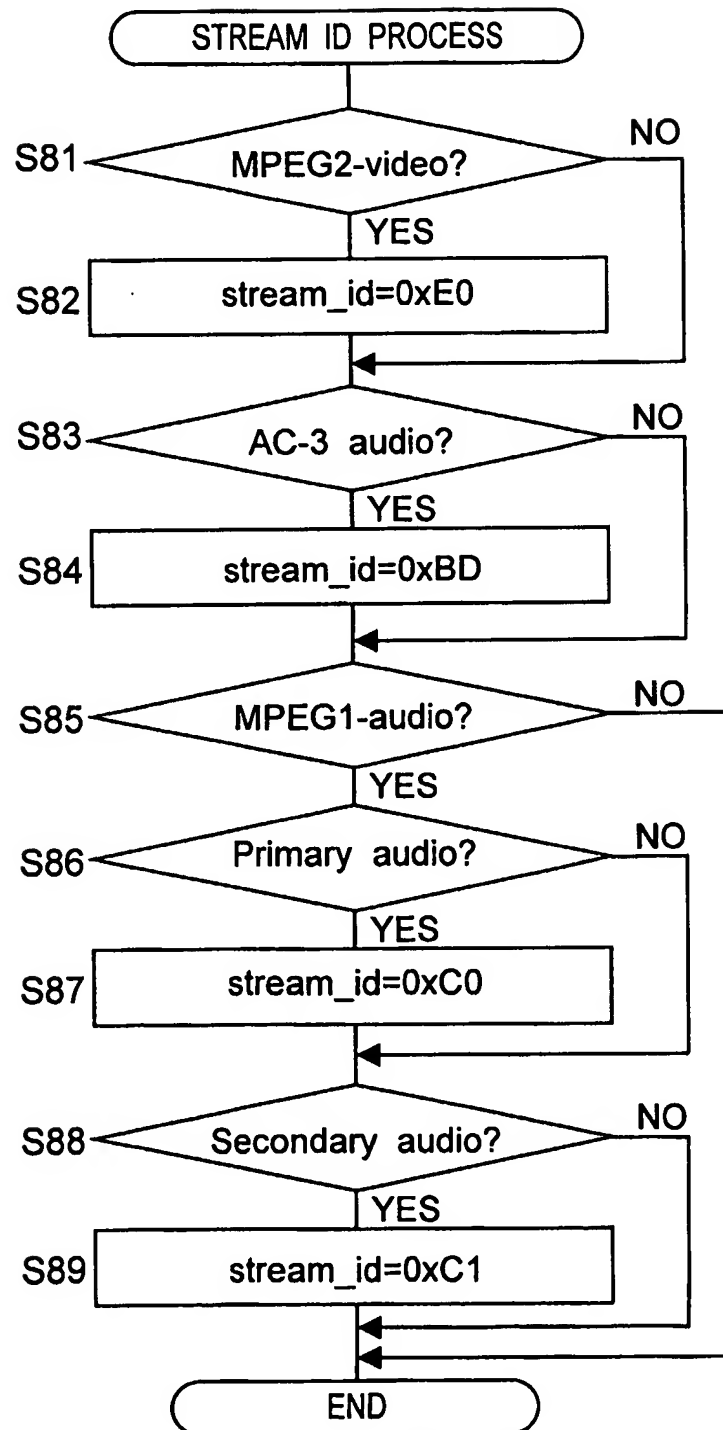 STREAM ID PROCESS
S81
MPEG2-video?
NO
YES
S82
stream_id=0xE0
S83
AC-3 audio?
NO
YES
S84
stream_id=0xBD
S85
MPEG1-audio?
NO
YES
S86
Primary audio?
NO
YES
S87
stream_id=0xC0
S88
Secondary audio?
NO
YES
S89
stream_id=0xC1
END